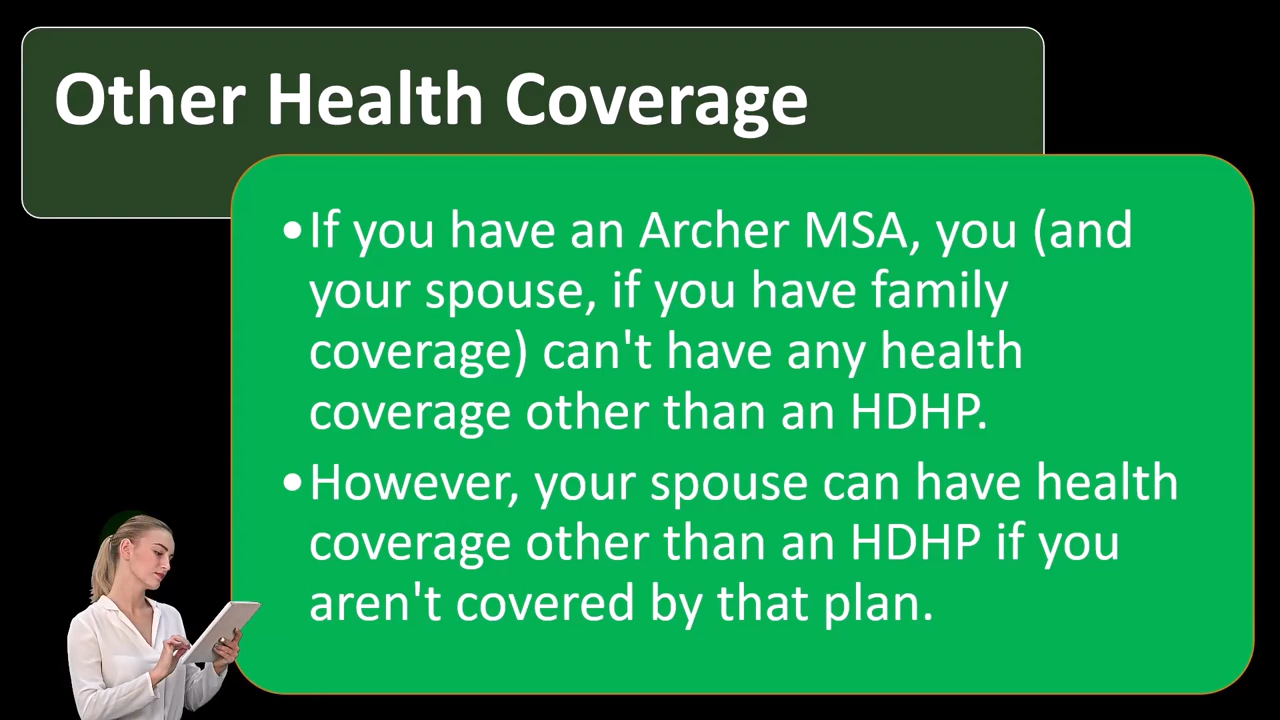 Other Health Coverage
•If you have an Archer MSA, you (and
your spouse, if you have family
coverage) can't have any health
coverage other than an HDHP.
•However, your spouse can have health
coverage other than an HDHP if you
aren't covered by that plan.